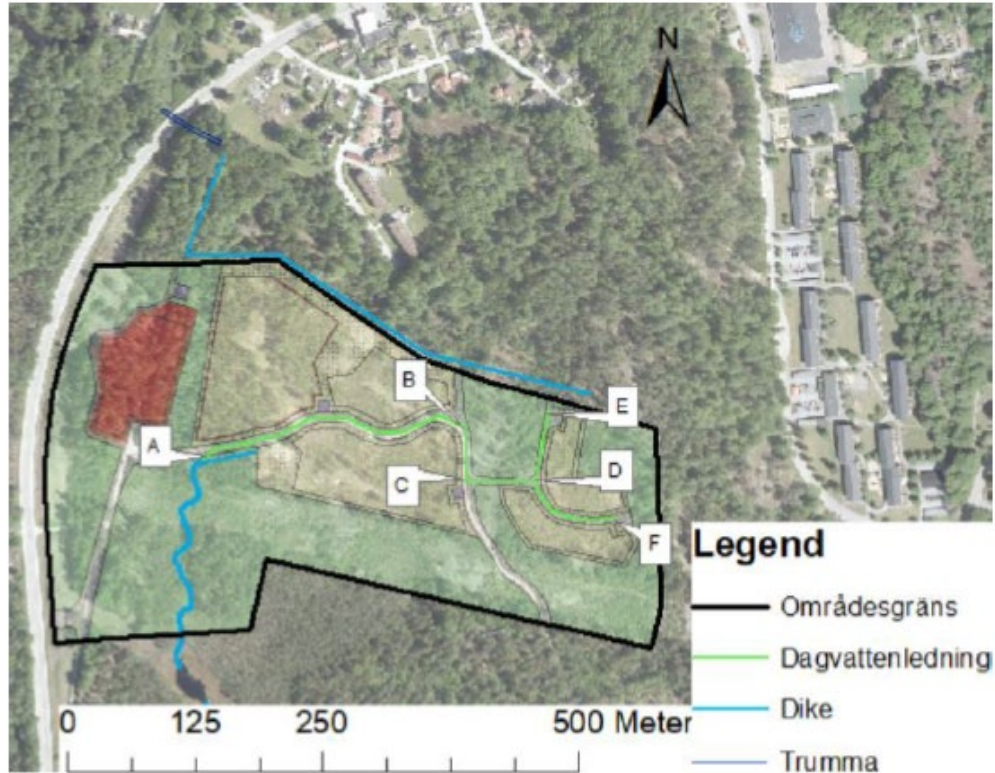 N
B
E
A
C
D
F
Legend
Områdesgräns
Dagvattenledning
Dike
Trumma
0 125 250 500 Meter